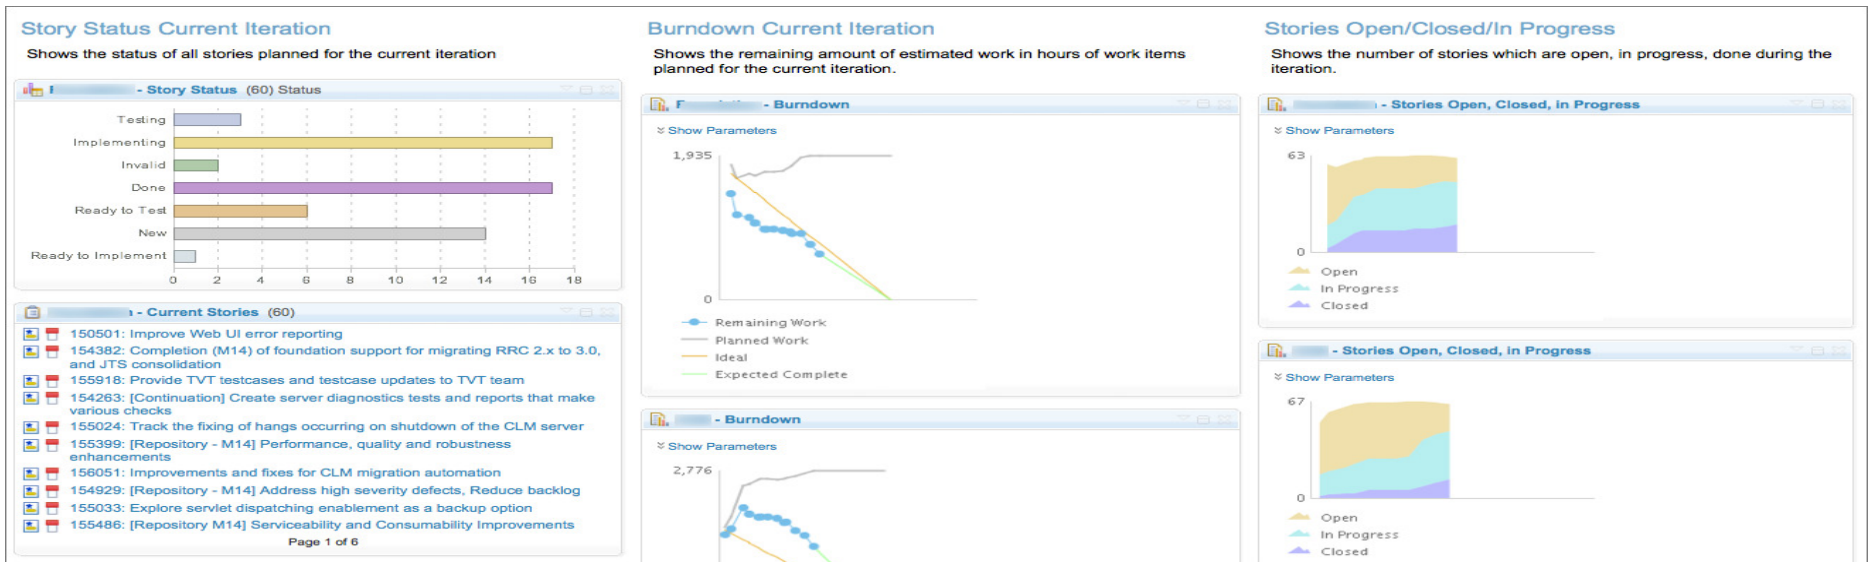 Story Status Current Iteration
Shows the status of all stories planned for the current iteration
- Story Status (60) Status
Testing
Implementing
Invalid
Done
Ready to Test
New
Ready to Implement
0 2 4 6 8 10 12 14 16 18
- Current Stories (60)
150501: Improve Web UI error reporting
154382: Completion (M14) of foundation support for migrating RRC 2.x to 3.0,
and JTS consolidation
155918: Provide TVT testcases and testcase updates to TVT team
154263: [Continuation] Create server diagnostics tests and reports that make
various checks
155024: Track the fixing of hangs occurring on shutdown of the CLM server
155399: [Repository - M14] Performance, quality and robustness
enhancements
156051: Improvements and fixes for CLM migration automation
154929: [Repository - M14] Address high severity defects, Reduce backlog
155033: Explore servlet dispatching enablement as a backup option
155486: [Repository M14] Serviceability and Consumability Improvements
Page 1 of 6
Burndown Current Iteration
Shows the remaining amount of estimated work in hours of work items
planned for the current iteration.
- Burndown
Show Parameters
1,935
0
Remaining Work
Planned Work
Ideal
Expected Complete
- Burndown
Show Parameters
2,776
Stories Open/Closed/In Progress
Shows the number of stories which are open, in progress, done during the
iteration.
- Stories Open, Closed, in Progress
Show Parameters
63
0
Open
In Progress
Closed
- Stories Open, Closed, in Progress
Show Parameters
67
0
Open
In Progress
Closed